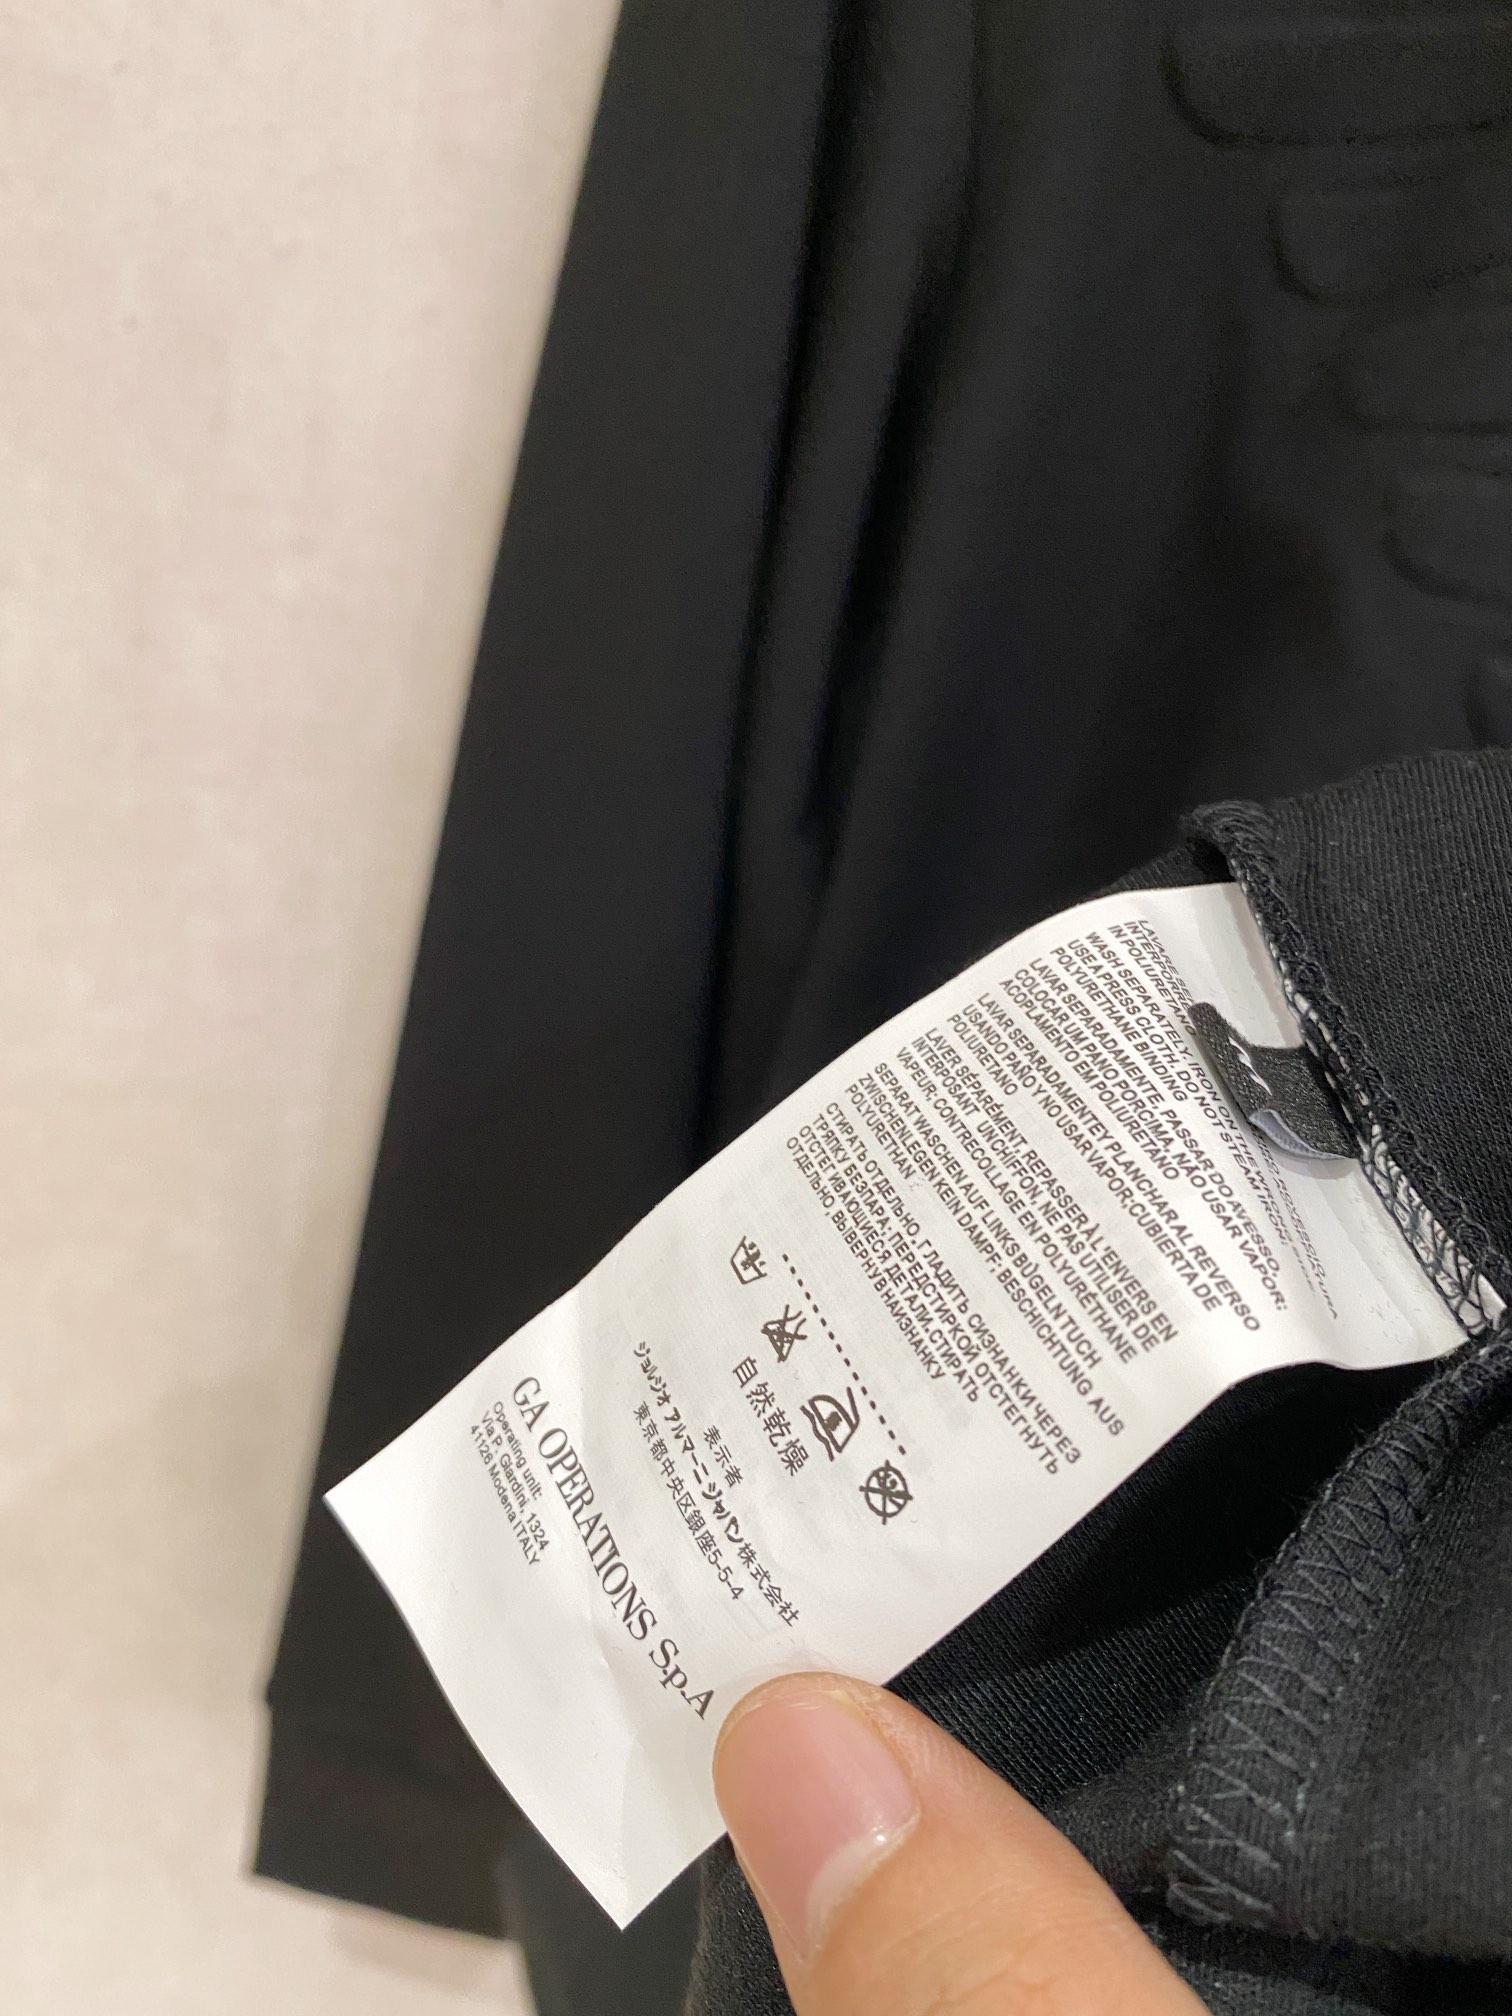 LAVARE SE
INTERPORRE
IN POLIURETANO
WASH SEPARATELY, IRON ON THE WRONG
USE A PRESS CLOTH, DO NOT STEAM IRON:
POLYURETHANE BINDING
LAVAR SEPARADAMENTE, PASSAR DO AVESSO,
COLOCAR UM PANO POR CIMA, NÃO USAR VAPOR:
ACOPLAMENTO EM POLIURETANO
LAVAR SEPARADAMENTE Y PLANCHAR AL REVERSO
USANDO PAÑO Y NO USAR VAPOR; CUBIERTA DE
POLIURETANO
LAVER SÉPARÉMENT, REPASSER À L'ENVERS EN
INTERPOSANT UN CHIFFON, NE PAS UTILISER DE
VAPEUR: CONTRECOLLAGE EN POLYURÉTHANE
SEPARAT WASCHEN AUF LINKS BÜGELN TUCH
ZWISCHENLEGEN KEIN DAMPF: BESCHICHTUNG AUS
POLYURETHAN
СТИРАТЬ ОТДЕЛЬНО, ГЛАДИТЬ С ИЗНАНКИ ЧЕРЕЗ
ТРЯПКУ БЕЗ ПАРА; ПЕРЕД СТИРКОЙ ОТСТЕГНУТЬ
ОТСТЕГИВАЮЩИЕСЯ ДЕТАЛИ. СТИРАТЬ
ОТДЕЛЬНО, ВЫВЕРНУВ НАИЗНАНКУ
自然乾燥
表示者
ジョルジオ アルマーニ ジャパン株式会社
東京都中央区銀座5-5-4
GA OPERATIONS S.p.A
Operating unit:
Via P. Giardini, 1324
41126 Modena ITALY